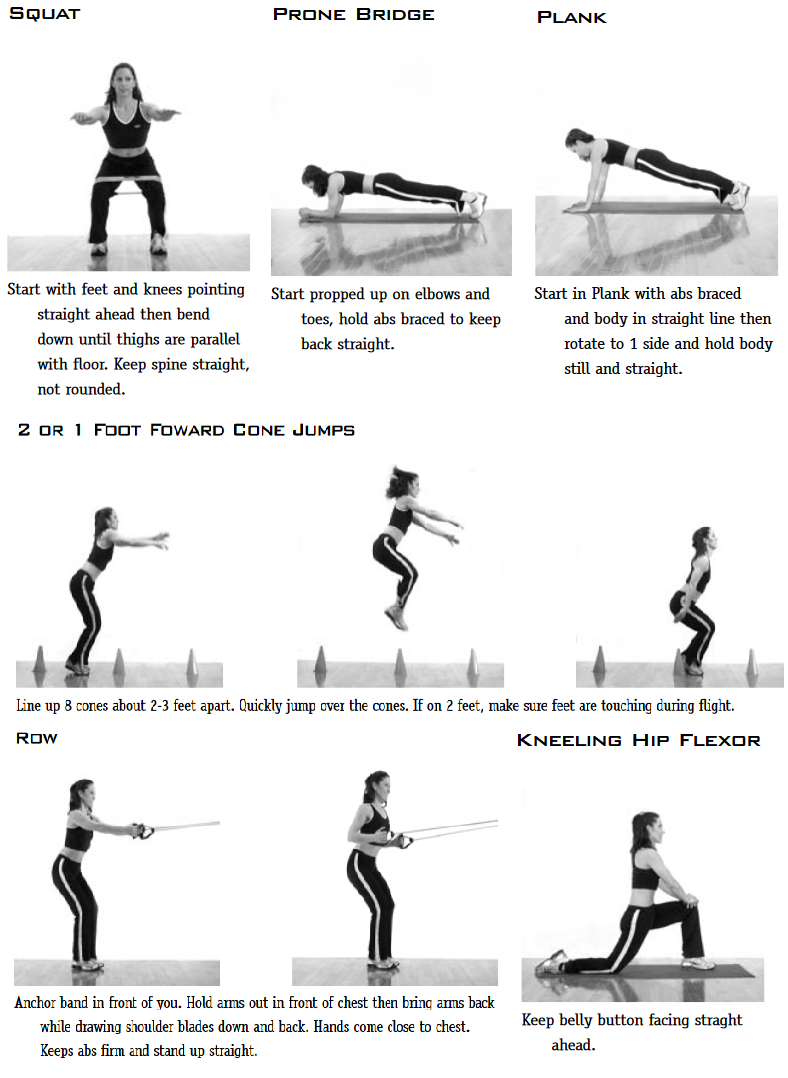 SQUAT
PRONE BRIDGE
PLANK
Start with feet and knees pointing
straight ahead then bend
down until thighs are parallel
with floor. Keep spine straight,
not rounded.
Start propped up on elbows and
toes, hold abs braced to keep
back straight.
Start in Plank with abs braced
and body in straight line then
rotate to 1 side and hold body
still and straight.
2 OR 1 FOOT FOWARD CONE JUMPS
Line up 8 cones about 2-3 feet apart. Quickly jump over the cones. If on 2 feet, make sure feet are touching during flight.
ROW
KNEELING HIP FLEXOR
Anchor band in front of you. Hold arms out in front of chest then bring arms back
while drawing shoulder blades down and back. Hands come close to chest.
Keeps abs firm and stand up straight.
Keep belly button facing straght
ahead.